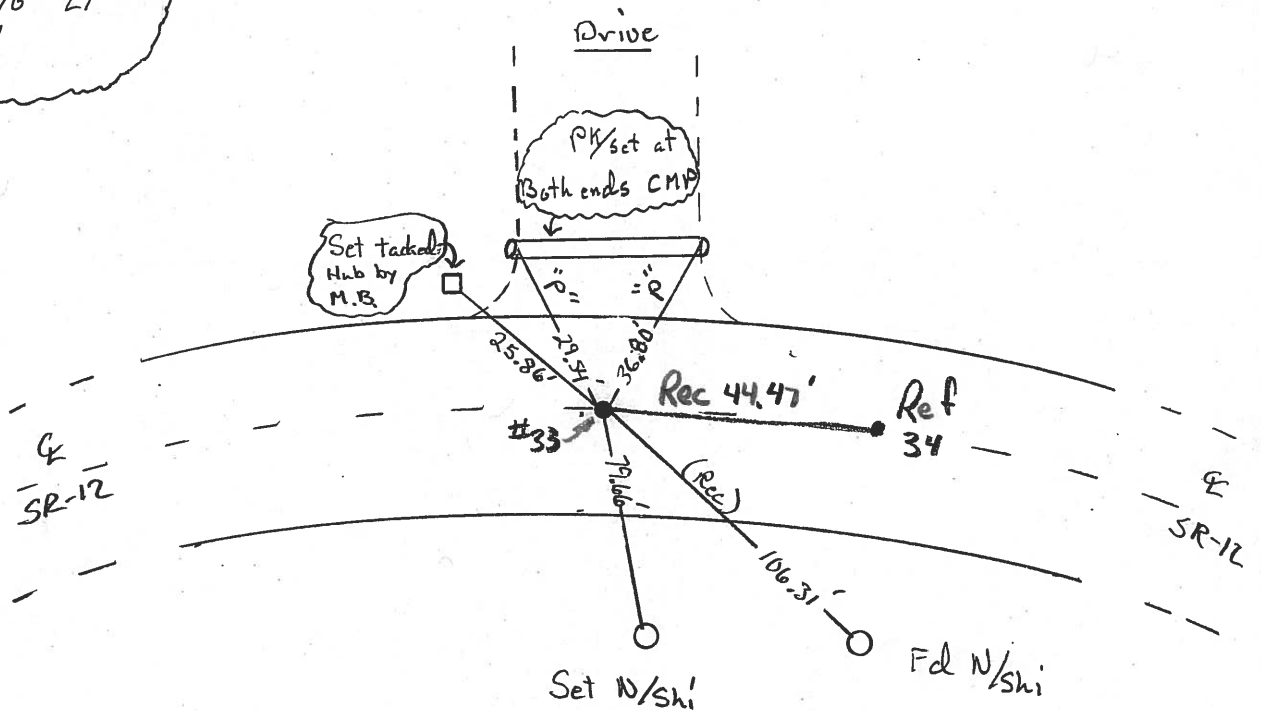 Drive
PK/set at
Both ends CMP
Set tacked
Hub by
M.B.
"P"
"P"
25.86'
29.54
36.80'
Rec 44.47'
Ref
34
#33
℄
SR-12
℄
SR-12
79.66'
(Rec)
106.31'
Set N/Shi
Fd N/Shi